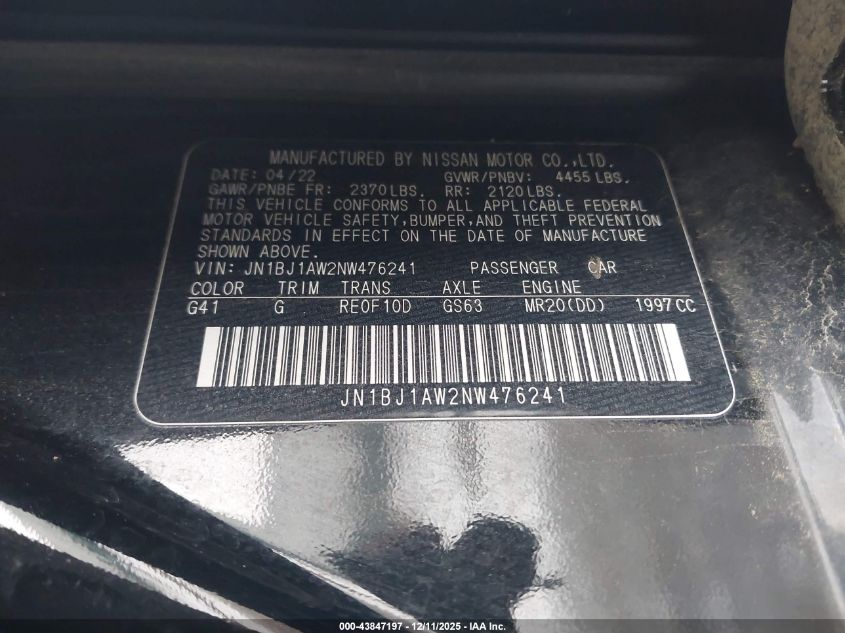 MANUFACTURED BY NISSAN MOTOR CO.,LTD.
DATE: 04/22 GVWR/PNBV: 4455 LBS.
GAWR/PNBE FR: 2370 LBS. RR: 2120 LBS.
THIS VEHICLE CONFORMS TO ALL APPLICABLE FEDERAL
MOTOR VEHICLE SAFETY,BUMPER,AND THEFT PREVENTION
STANDARDS IN EFFECT ON THE DATE OF MANUFACTURE
SHOWN ABOVE.
VIN: JN1BJ1AW2NW476241 PASSENGER CAR
COLOR TRIM TRANS AXLE ENGINE
G41 G RE0F10D GS63 MR20(DD) 1997CC
JN1BJ1AW2NW476241
000-43847197 - 12/11/2025 - IAA Inc.